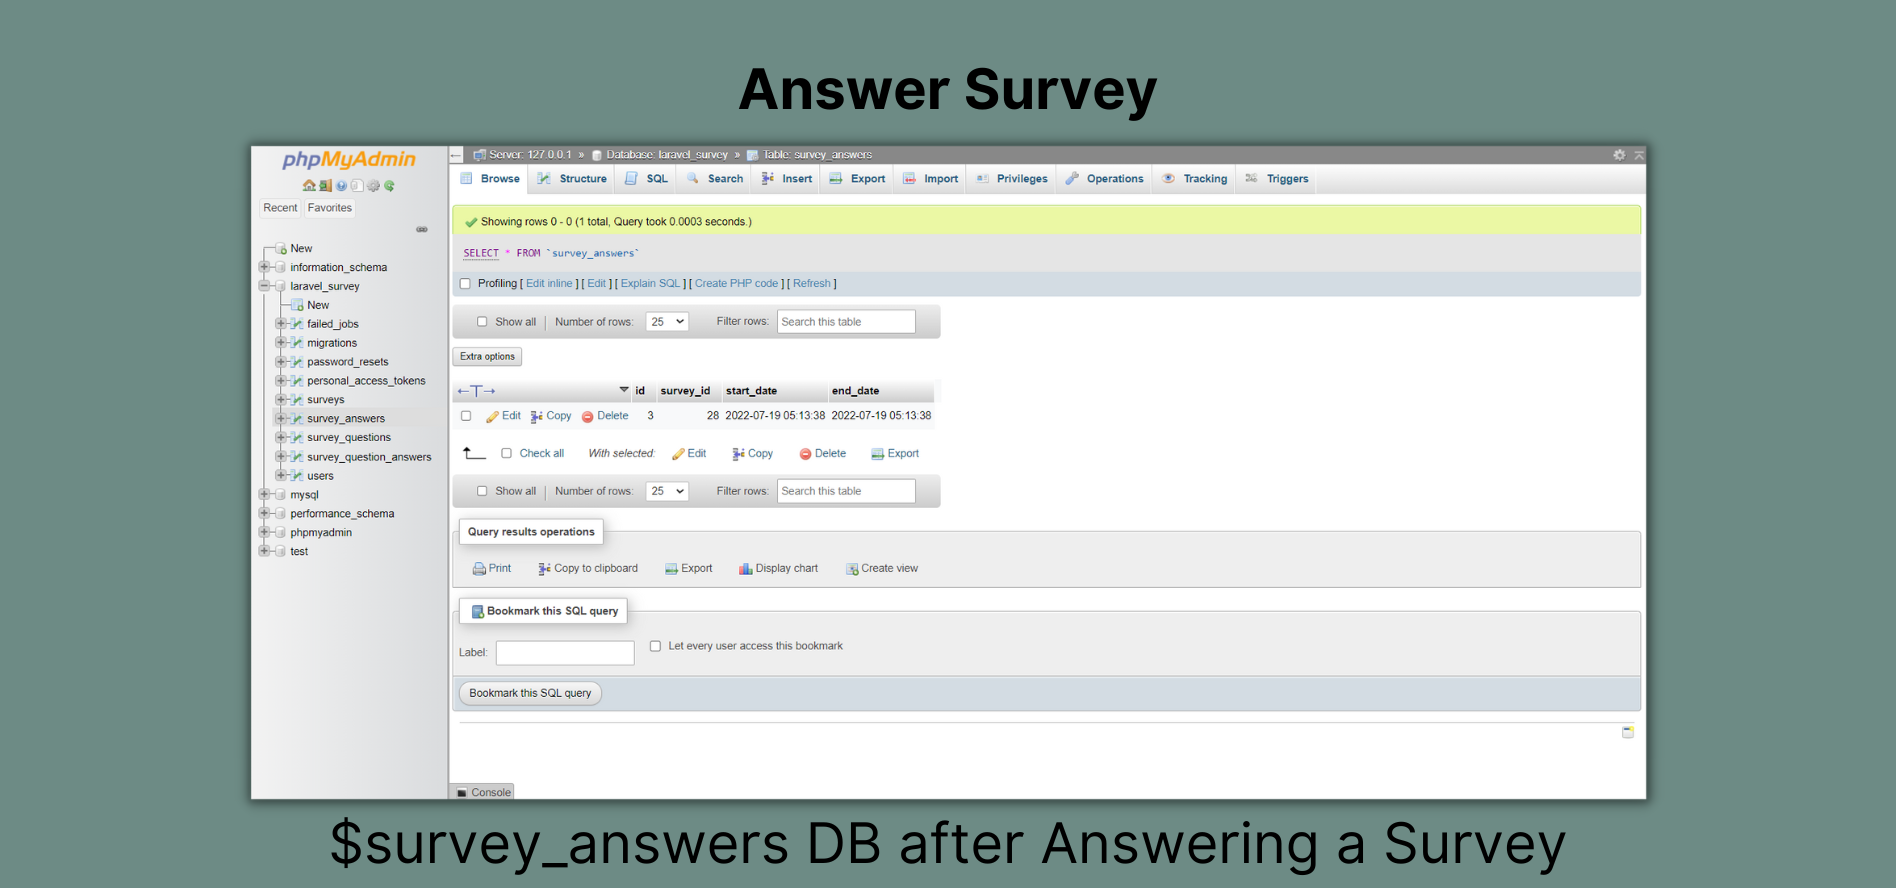 Answer Survey
phpMyAdmin
Recent Favorites
New
information_schema
laravel_survey
New
failed_jobs
migrations
password_resets
personal_access_tokens
surveys
survey_answers
survey_questions
survey_question_answers
users
mysql
performance_schema
phpmyadmin
test
Server: 127.0.0.1 » Database: laravel_survey » Table: survey_answers
Browse Structure SQL Search Insert Export Import Privileges Operations Tracking Triggers
Showing rows 0 - 0 (1 total, Query took 0.0003 seconds.)
SELECT * FROM `survey_answers`
Profiling [ Edit inline ] [ Edit ] [ Explain SQL ] [ Create PHP code ] [ Refresh ]
Show all | Number of rows: 25 Filter rows: Search this table
Extra options
←T→ id survey_id start_date end_date
Edit Copy Delete 3 28 2022-07-19 05:13:38 2022-07-19 05:13:38
Check all With selected: Edit Copy Delete Export
Show all | Number of rows: 25 Filter rows: Search this table
Query results operations
Print Copy to clipboard Export Display chart Create view
Bookmark this SQL query
Label: Let every user access this bookmark
Bookmark this SQL query
Console
$survey_answers DB after Answering a Survey